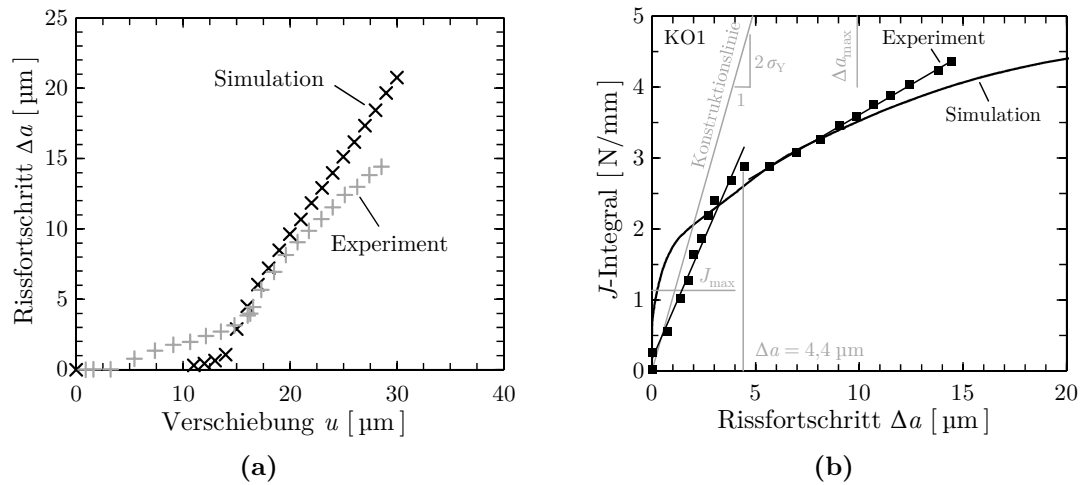 Rissfortschritt Δa [ µm ]
25
20
15
10
5
0
0
10
20
30
40
Simulation
Experiment
Verschiebung u [ µm ]
(a)
J-Integral [ N/mm ]
5
4
3
2
1
0
0
5
10
15
20
KO1
Konstruktionslinie
2 σY
1
Δamax
Experiment
Simulation
Jmax
Δa = 4,4 µm
Rissfortschritt Δa [ µm ]
(b)